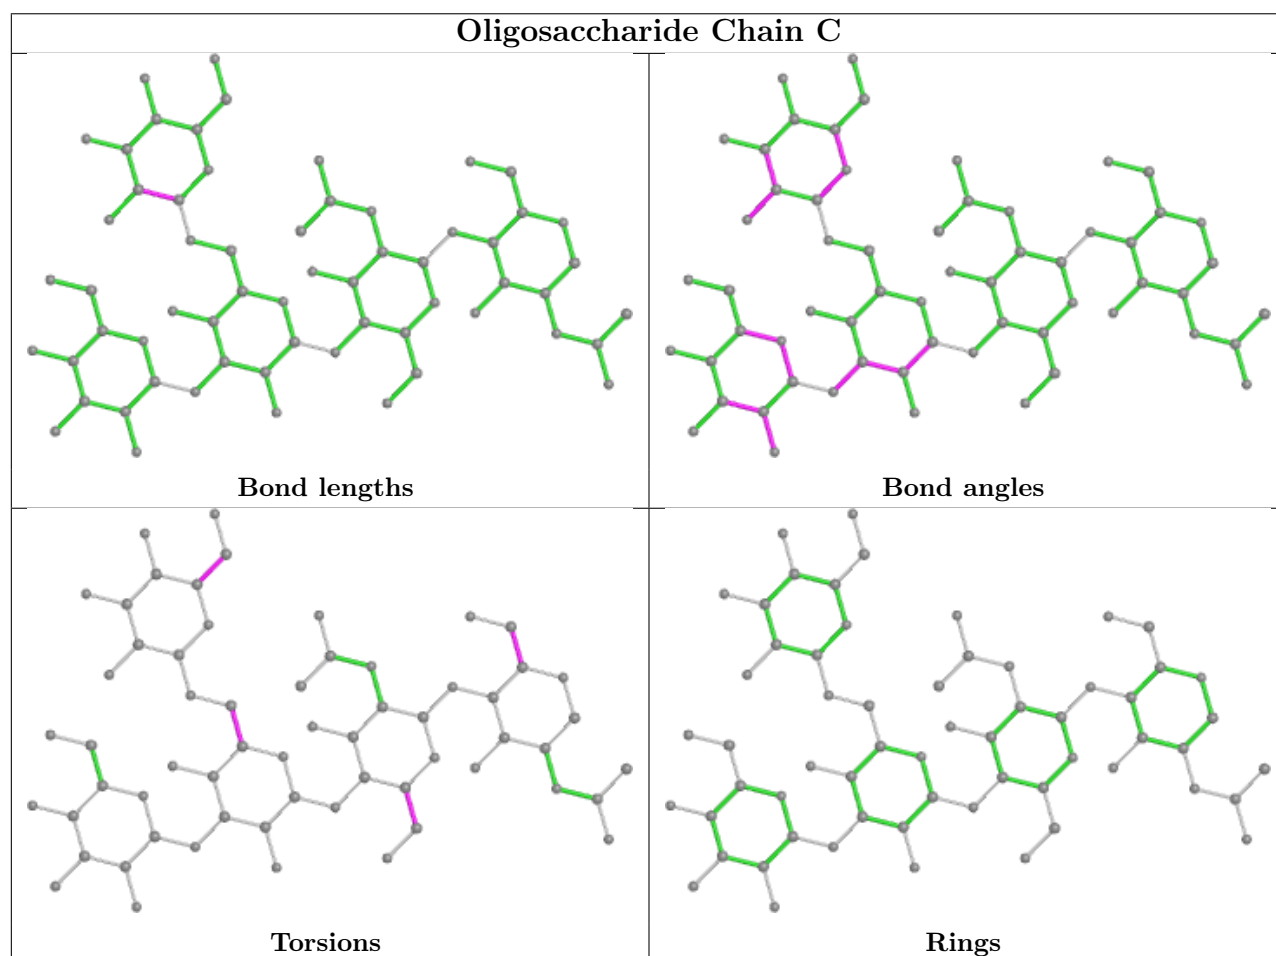 Oligosaccharide Chain C
Bond lengths
Bond angles
Torsions
Rings